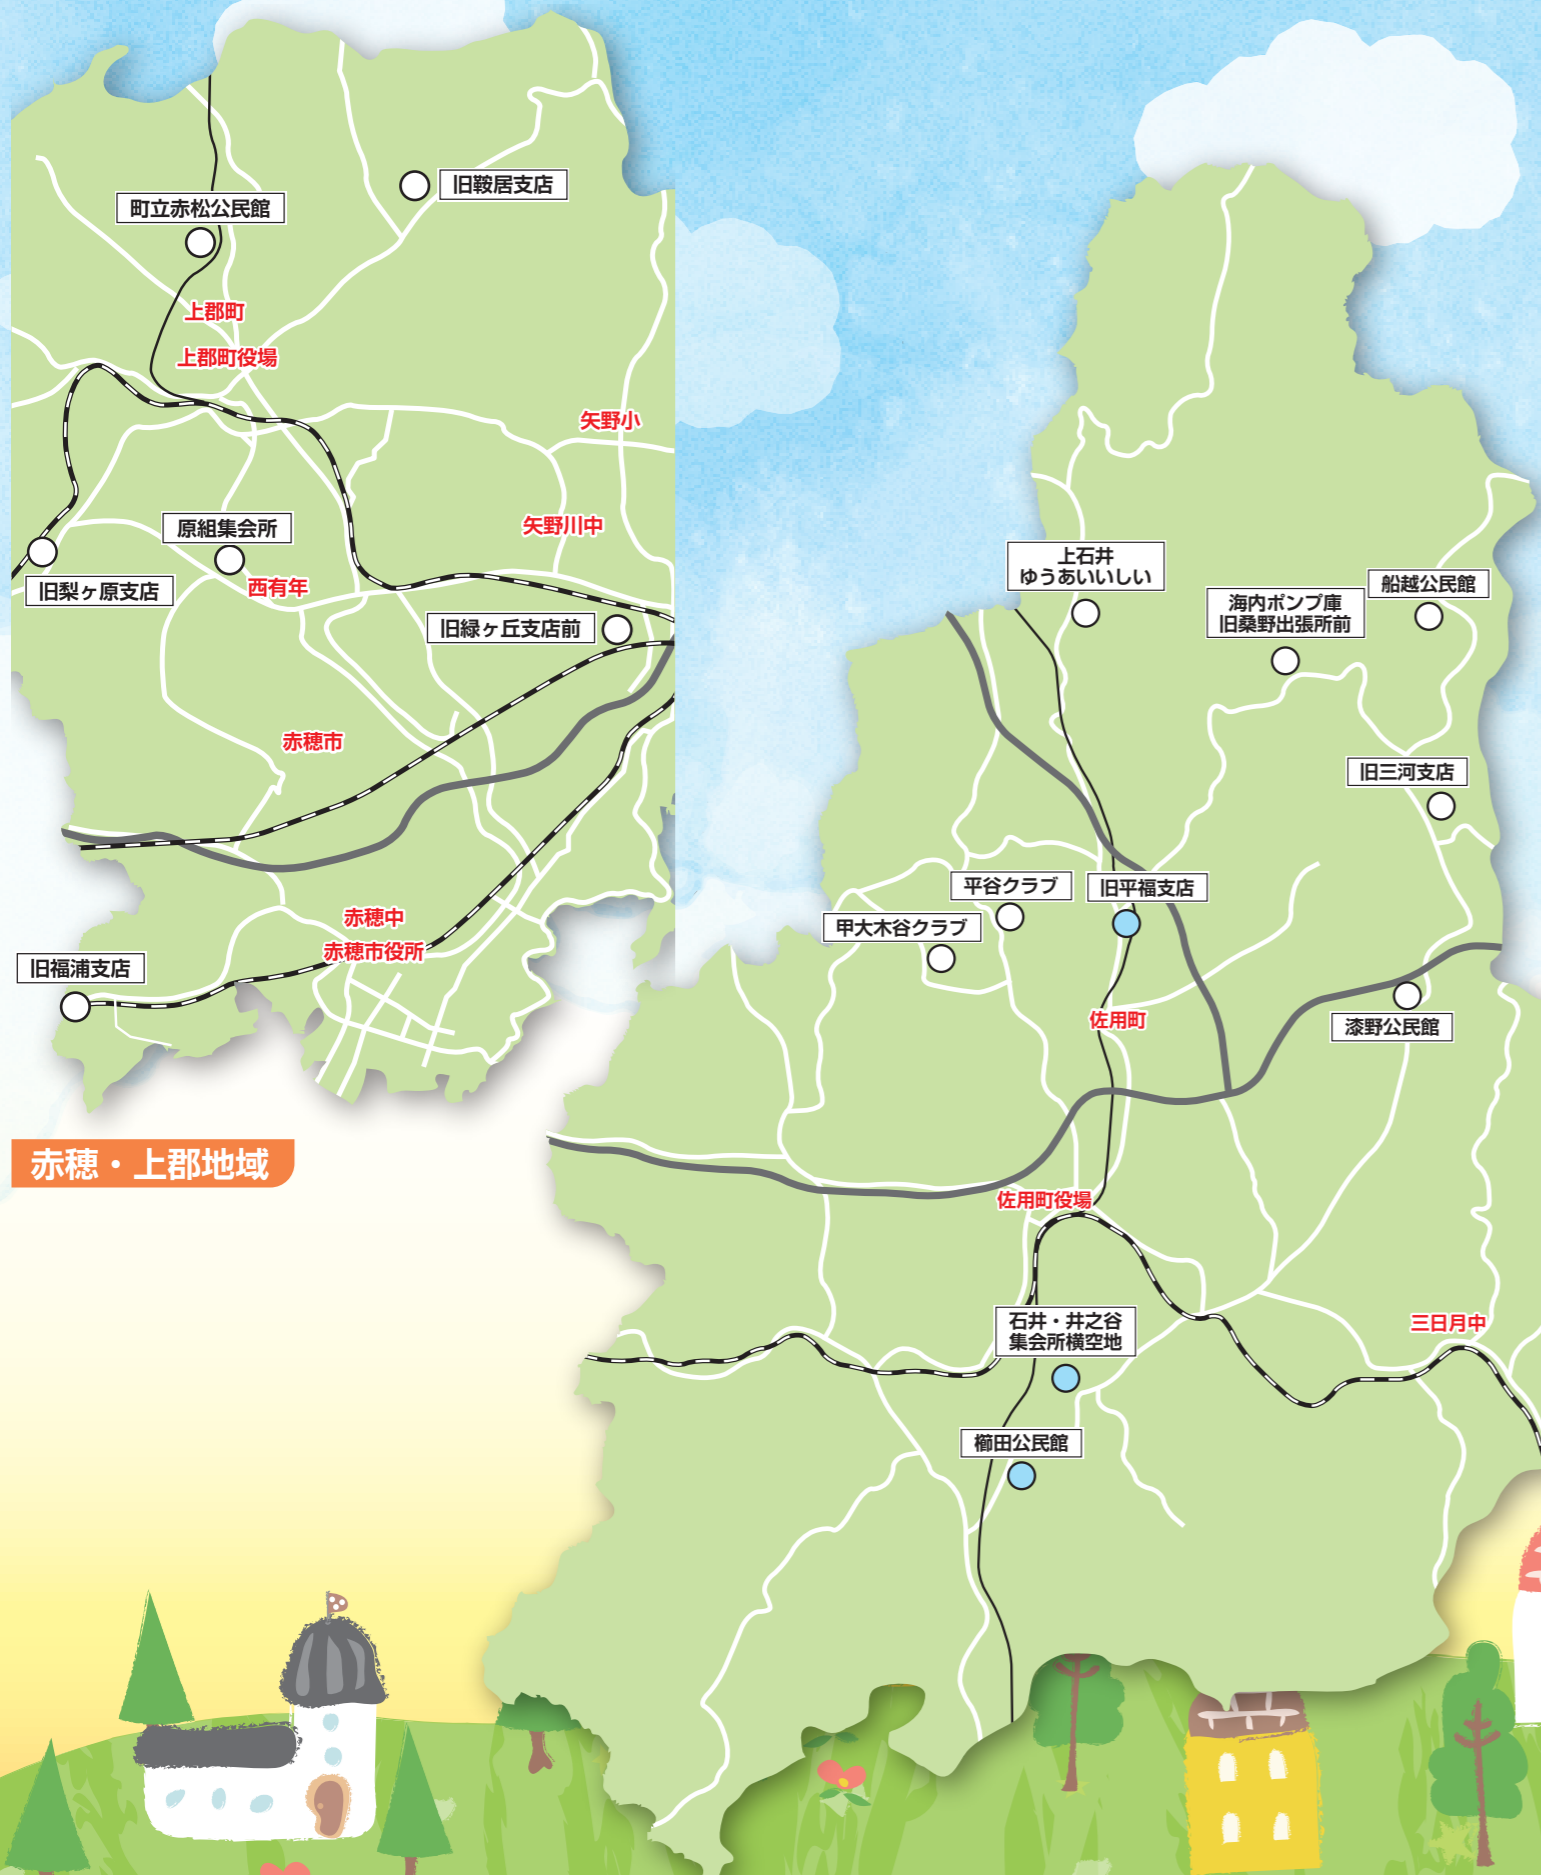 旧鞍居支店
町立赤松公民館
上郡町
上郡町役場
矢野小
矢野川中
原組集会所
旧梨ヶ原支店
西有年
旧緑ヶ丘支店前
赤穂市
赤穂中
赤穂市役所
旧福浦支店
赤穂・上郡地域
上石井
ゆうあいいしい
海内ポンプ庫
旧桑野出張所前
船越公民館
旧三河支店
平谷クラブ
旧平福支店
甲大木谷クラブ
佐用町
漆野公民館
佐用町役場
石井・井之谷
集会所横空地
三日月中
櫛田公民館